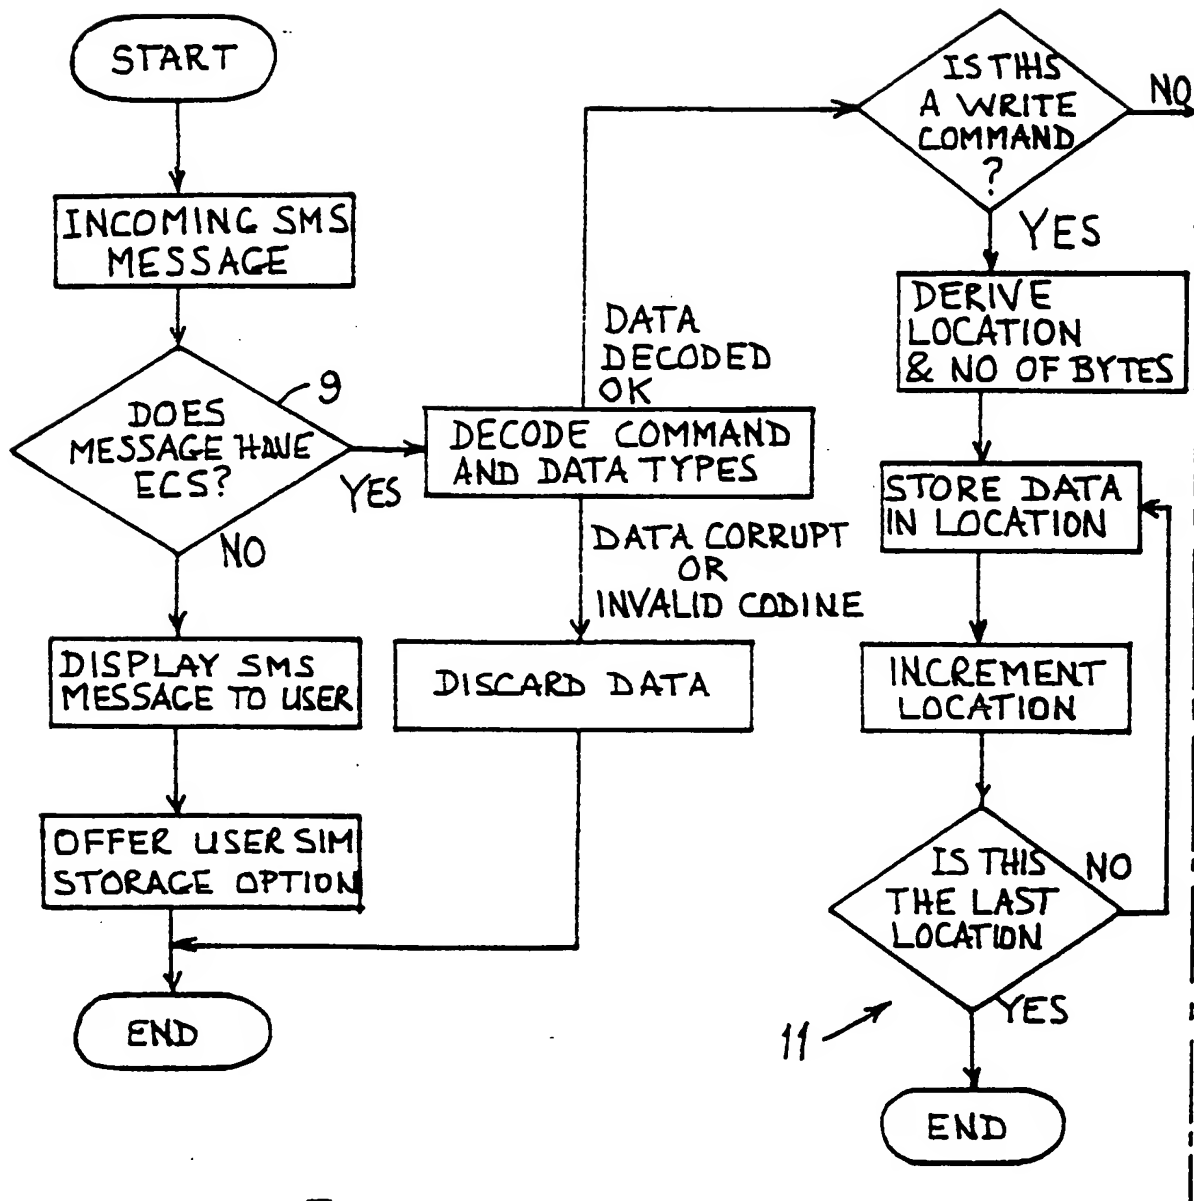 START
INCOMING SMS
MESSAGE
9
DOES
MESSAGE HAVE
ECS?
YES
NO
DISPLAY SMS
MESSAGE TO USER
OFFER USER SIM
STORAGE OPTION
END
DATA
DECODED
OK
DECODE COMMAND
AND DATA TYPES
DATA CORRUPT
OR
INVALID CODINE
DISCARD DATA
IS THIS
A WRITE
COMMAND
?
NO
YES
DERIVE
LOCATION
& NO OF BYTES
STORE DATA
IN LOCATION
INCREMENT
LOCATION
IS THIS
THE LAST
LOCATION
NO
YES
11
END